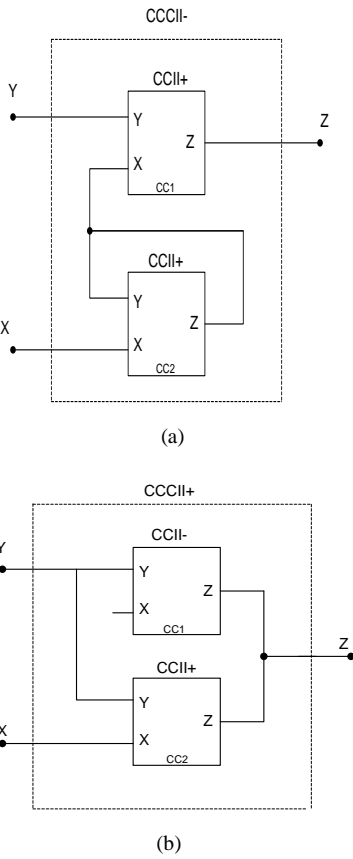 CCCII-
CCII+
Y
Y
Z
Z
X
CC1
CCII+
Y
Z
X
X
CC2
(a)
CCCII+
CCII-
Y
Y
Z
X
CC1
Z
CCII+
Y
Z
X
X
CC2
(b)